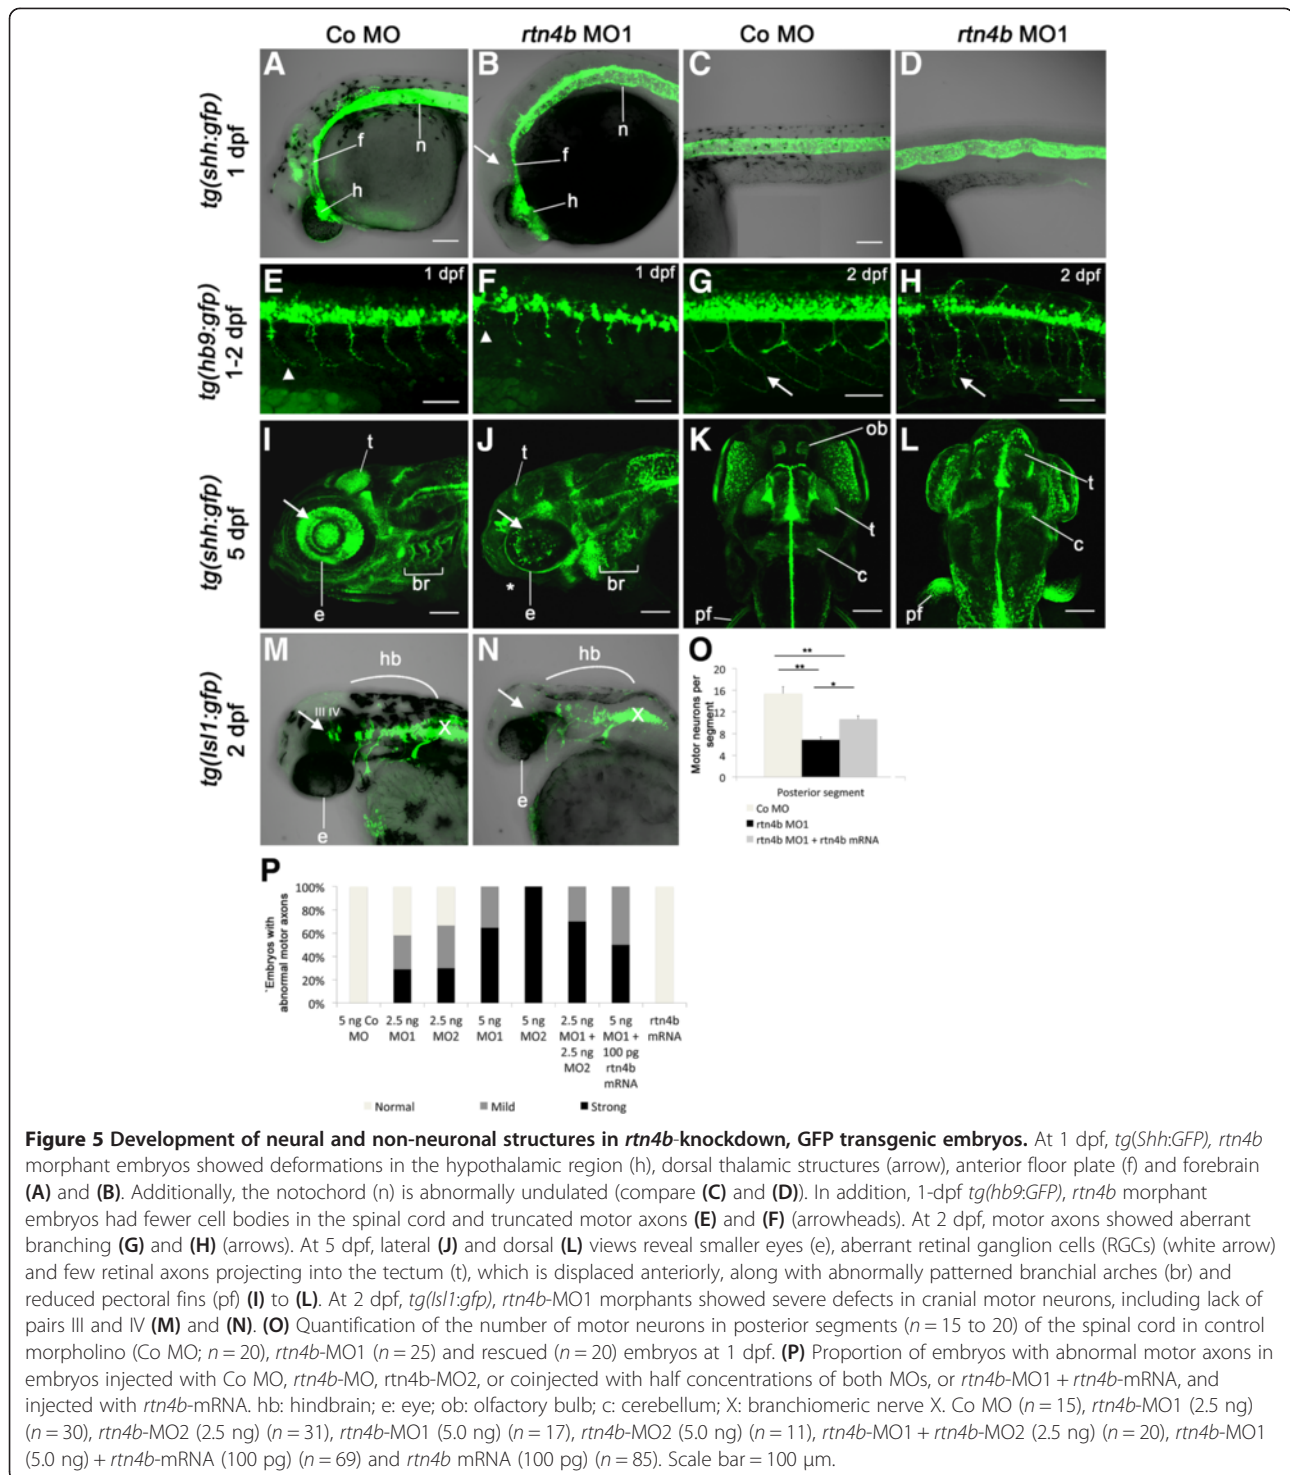 Co MO rtn4b MO1 Co MO rtn4b MO1
tg(shh:gfp)
1 dpf
A B C D
n n
f f
h h
tg(hb9:gfp)
1-2 dpf
E 1 dpf F 1 dpf G 2 dpf H 2 dpf
tg(shh:gfp)
5 dpf
I J K L
t t ob t
br br t c
e * e c
pf pf
tg(Isl1:gfp)
2 dpf
M hb N hb
III IV X X
e e
O
Motor neurons per
segment
** ** *
20
16
12
8
4
0
Posterior segment
Co MO
rtn4b MO1
rtn4b MO1 + rtn4b mRNA
P
`Embryos with
abnormal motor axons
100%
80%
60%
40%
20%
0%
5 ng Co MO
2.5 ng MO1
2.5 ng MO2
5 ng MO1
5 ng MO2
2.5 ng MO1 + 2.5 ng MO2
5 ng MO1 + 100 pg rtn4b mRNA
rtn4b mRNA
Normal Mild Strong
Figure 5 Development of neural and non-neuronal structures in rtn4b-knockdown, GFP transgenic embryos. At 1 dpf, tg(Shh:GFP), rtn4b
morphant embryos showed deformations in the hypothalamic region (h), dorsal thalamic structures (arrow), anterior floor plate (f) and forebrain
(A) and (B). Additionally, the notochord (n) is abnormally undulated (compare (C) and (D)). In addition, 1-dpf tg(hb9:GFP), rtn4b morphant
embryos had fewer cell bodies in the spinal cord and truncated motor axons (E) and (F) (arrowheads). At 2 dpf, motor axons showed aberrant
branching (G) and (H) (arrows). At 5 dpf, lateral (J) and dorsal (L) views reveal smaller eyes (e), aberrant retinal ganglion cells (RGCs) (white arrow)
and few retinal axons projecting into the tectum (t), which is displaced anteriorly, along with abnormally patterned branchial arches (br) and
reduced pectoral fins (pf) (I) to (L). At 2 dpf, tg(Isl1:gfp), rtn4b-MO1 morphants showed severe defects in cranial motor neurons, including lack of
pairs III and IV (M) and (N). (O) Quantification of the number of motor neurons in posterior segments (n = 15 to 20) of the spinal cord in control
morpholino (Co MO; n = 20), rtn4b-MO1 (n = 25) and rescued (n = 20) embryos at 1 dpf. (P) Proportion of embryos with abnormal motor axons in
embryos injected with Co MO, rtn4b-MO, rtn4b-MO2, or coinjected with half concentrations of both MOs, or rtn4b-MO1 + rtn4b-mRNA, and
injected with rtn4b-mRNA. hb: hindbrain; e: eye; ob: olfactory bulb; c: cerebellum; X: branchiomeric nerve X. Co MO (n = 15), rtn4b-MO1 (2.5 ng)
(n = 30), rtn4b-MO2 (2.5 ng) (n = 31), rtn4b-MO1 (5.0 ng) (n = 17), rtn4b-MO2 (5.0 ng) (n = 11), rtn4b-MO1 + rtn4b-MO2 (2.5 ng) (n = 20), rtn4b-MO1
(5.0 ng) + rtn4b-mRNA (100 pg) (n = 69) and rtn4b mRNA (100 pg) (n = 85). Scale bar = 100 μm.